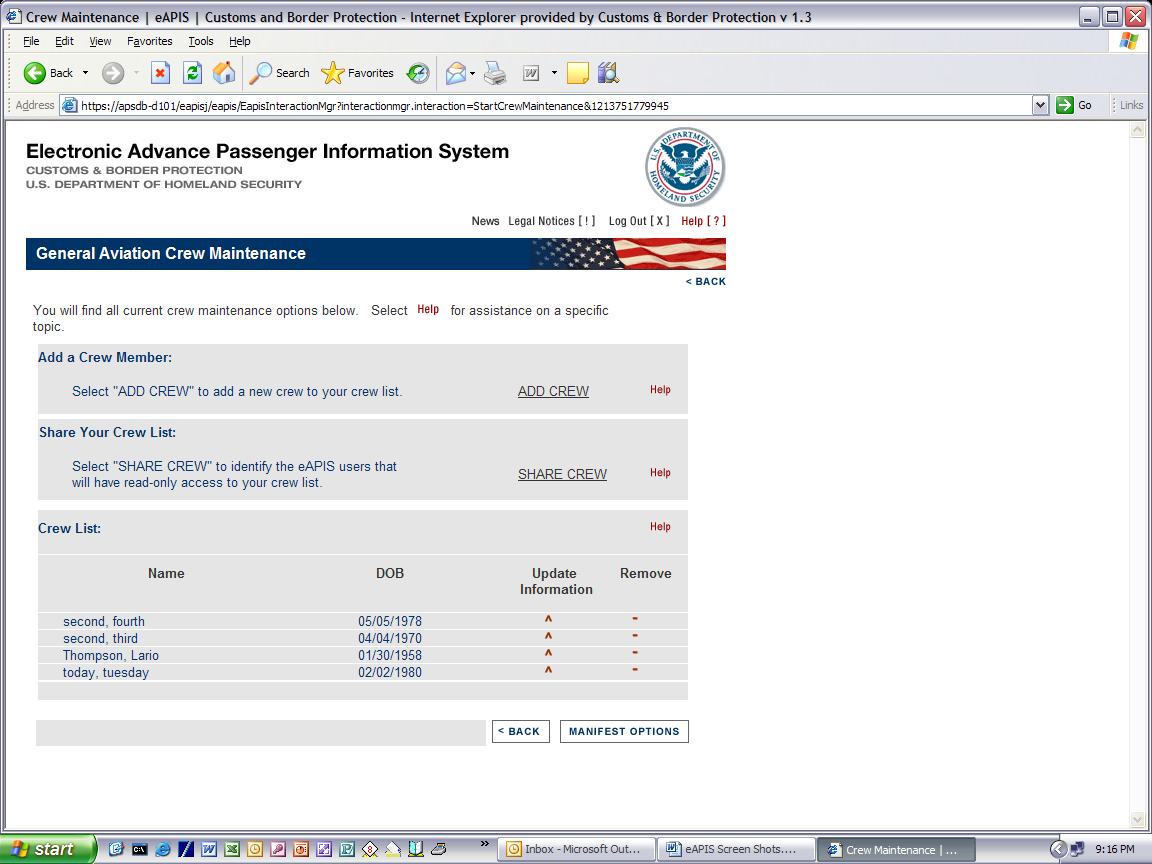 Crew Maintenance | eAPIS | Customs and Border Protection - Internet Explorer provided by Customs & Border Protection v 1.3
File Edit View Favorites Tools Help
Back Search Favorites
Address https://apsdb-d101/eapisj/eapis/EapisInteractionMgr?interactionmgr.interaction=StartCrewMaintenance&1213751779945 Go Links
Electronic Advance Passenger Information System
CUSTOMS & BORDER PROTECTION
U.S. DEPARTMENT OF HOMELAND SECURITY
U.S. DEPARTMENT OF HOMELAND SECURITY
News Legal Notices [ ! ] Log Out [ X ] Help [ ? ]
General Aviation Crew Maintenance
< BACK
You will find all current crew maintenance options below. Select Help for assistance on a specific
topic.
Add a Crew Member:
Select "ADD CREW" to add a new crew to your crew list. ADD CREW Help
Share Your Crew List:
Select "SHARE CREW" to identify the eAPIS users that
will have read-only access to your crew list. SHARE CREW Help
Crew List: Help
Name DOB Update Remove
Information
second, fourth 05/05/1978 ^ -
second, third 04/04/1970 ^ -
Thompson, Lario 01/30/1958 ^ -
today, tuesday 02/02/1980 ^ -
< BACK MANIFEST OPTIONS
start Inbox - Microsoft Out... eAPIS Screen Shots.... Crew Maintenance | ... 9:16 PM